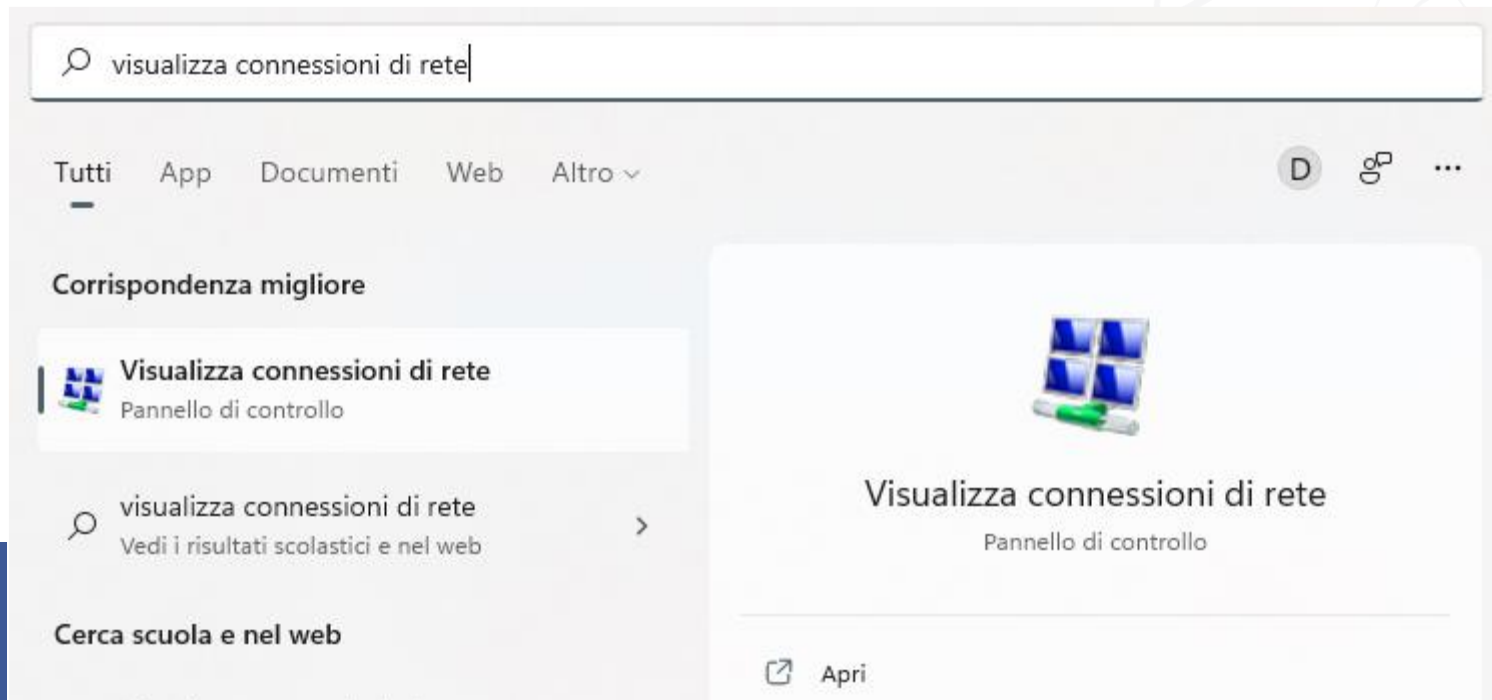 visualizza connessioni di rete
Tutti App Documenti Web Altro
D
Corrispondenza migliore
Visualizza connessioni di rete
Pannello di controllo
visualizza connessioni di rete
Vedi i risultati scolastici e nel web
Cerca scuola e nel web
Visualizza connessioni di rete
Pannello di controllo
Apri